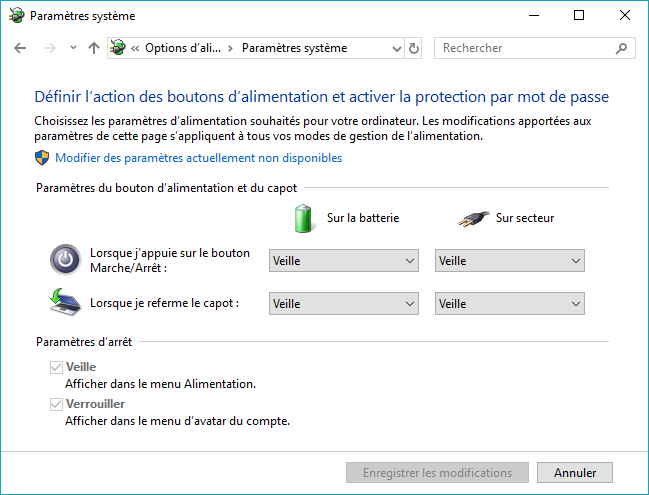 Paramètres système
« Options d'ali... > Paramètres système
Rechercher
Définir l'action des boutons d'alimentation et activer la protection par mot de passe
Choisissez les paramètres d'alimentation souhaités pour votre ordinateur. Les modifications apportées aux
paramètres de cette page s'appliquent à tous vos modes de gestion de l'alimentation.
Modifier des paramètres actuellement non disponibles
Paramètres du bouton d'alimentation et du capot
Sur la batterie
Sur secteur
Lorsque j'appuie sur le bouton
Marche/Arrêt :
Veille
Veille
Lorsque je referme le capot :
Veille
Veille
Paramètres d'arrêt
Veille
Afficher dans le menu Alimentation.
Verrouiller
Afficher dans le menu d'avatar du compte.
Enregistrer les modifications
Annuler